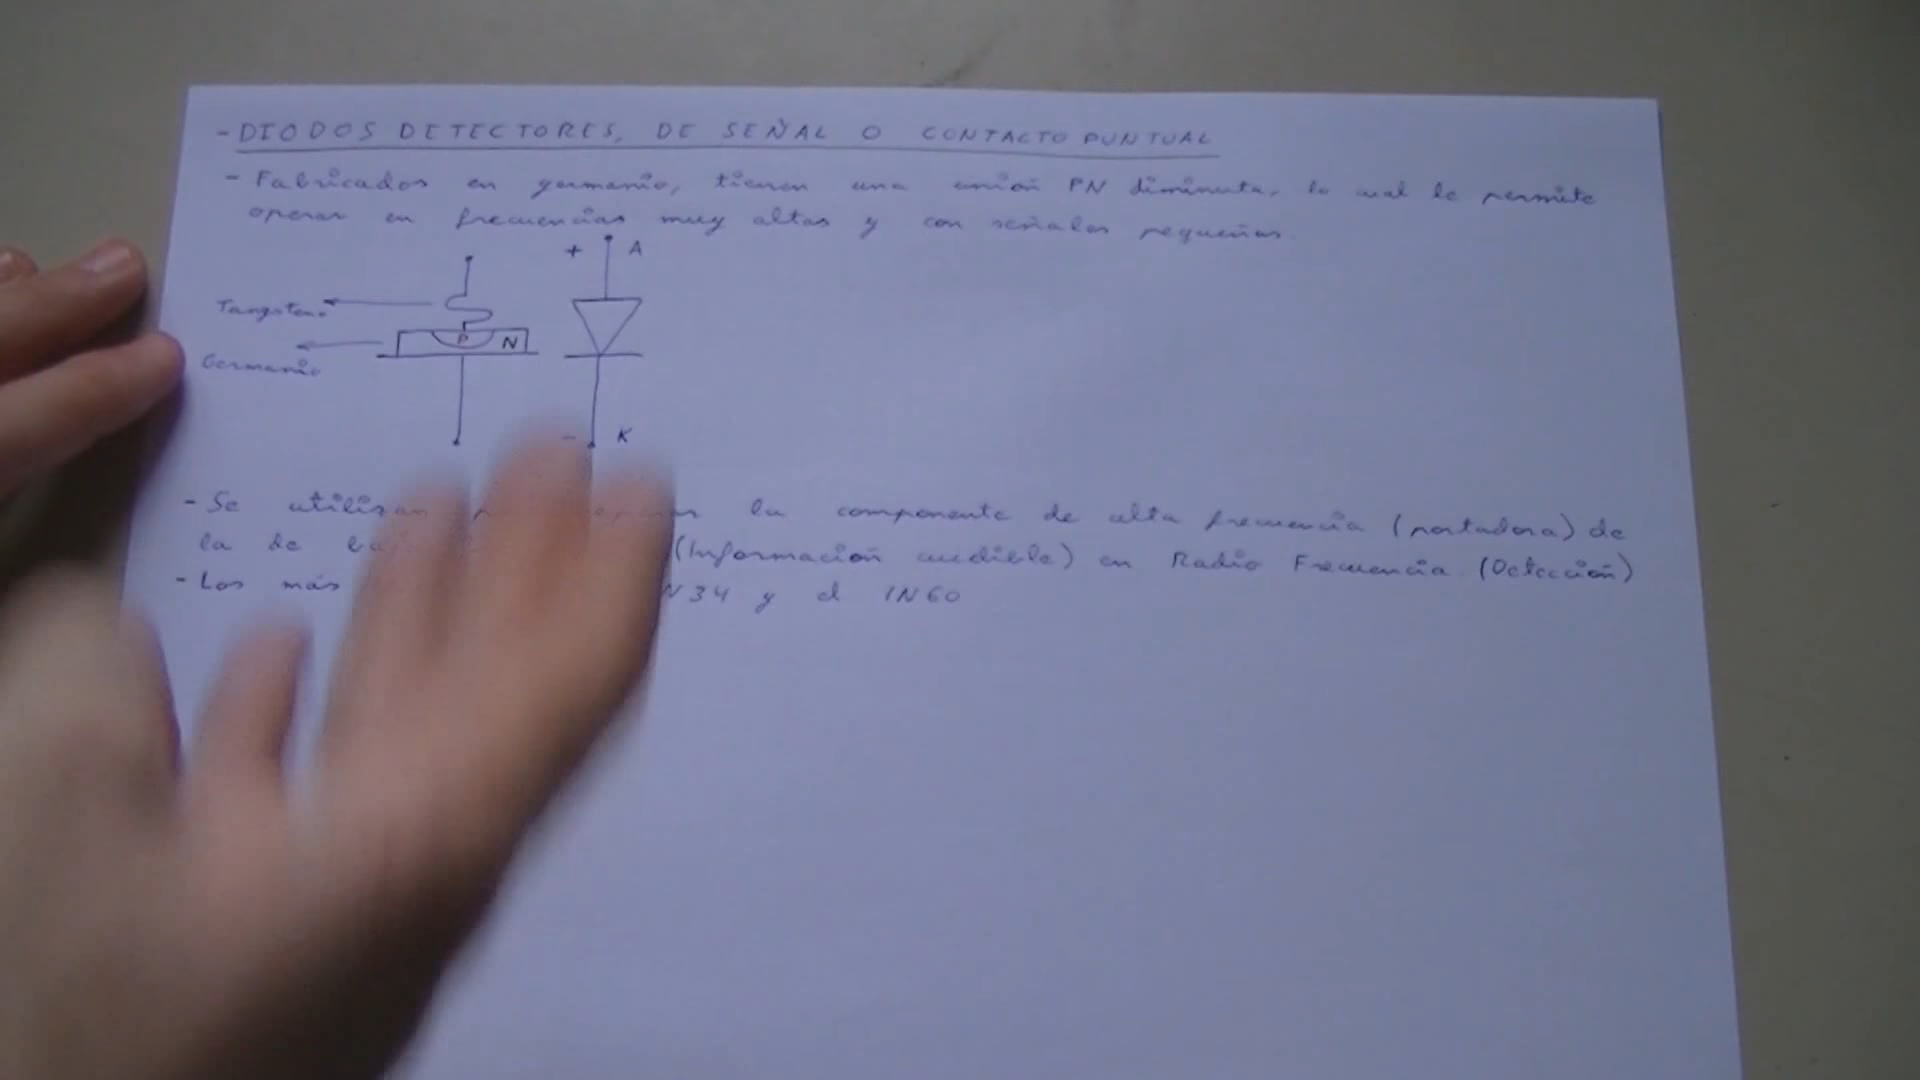 - DIODOS DETECTORES, DE SEÑAL O CONTACTO PUNTUAL
- Fabricados en germanio, tienen una unión PN diminuta, lo cual le permite
operar en frecuencias muy altas y con señales pequeñas.
+ A
Tungsteno
P N
Germanio
- K
- Se utilizan la componente de alta frecuencia (portadora) de
la de (Información audible) en Radio Frecuencia. (Detección)
- Los más N34 y el 1N60